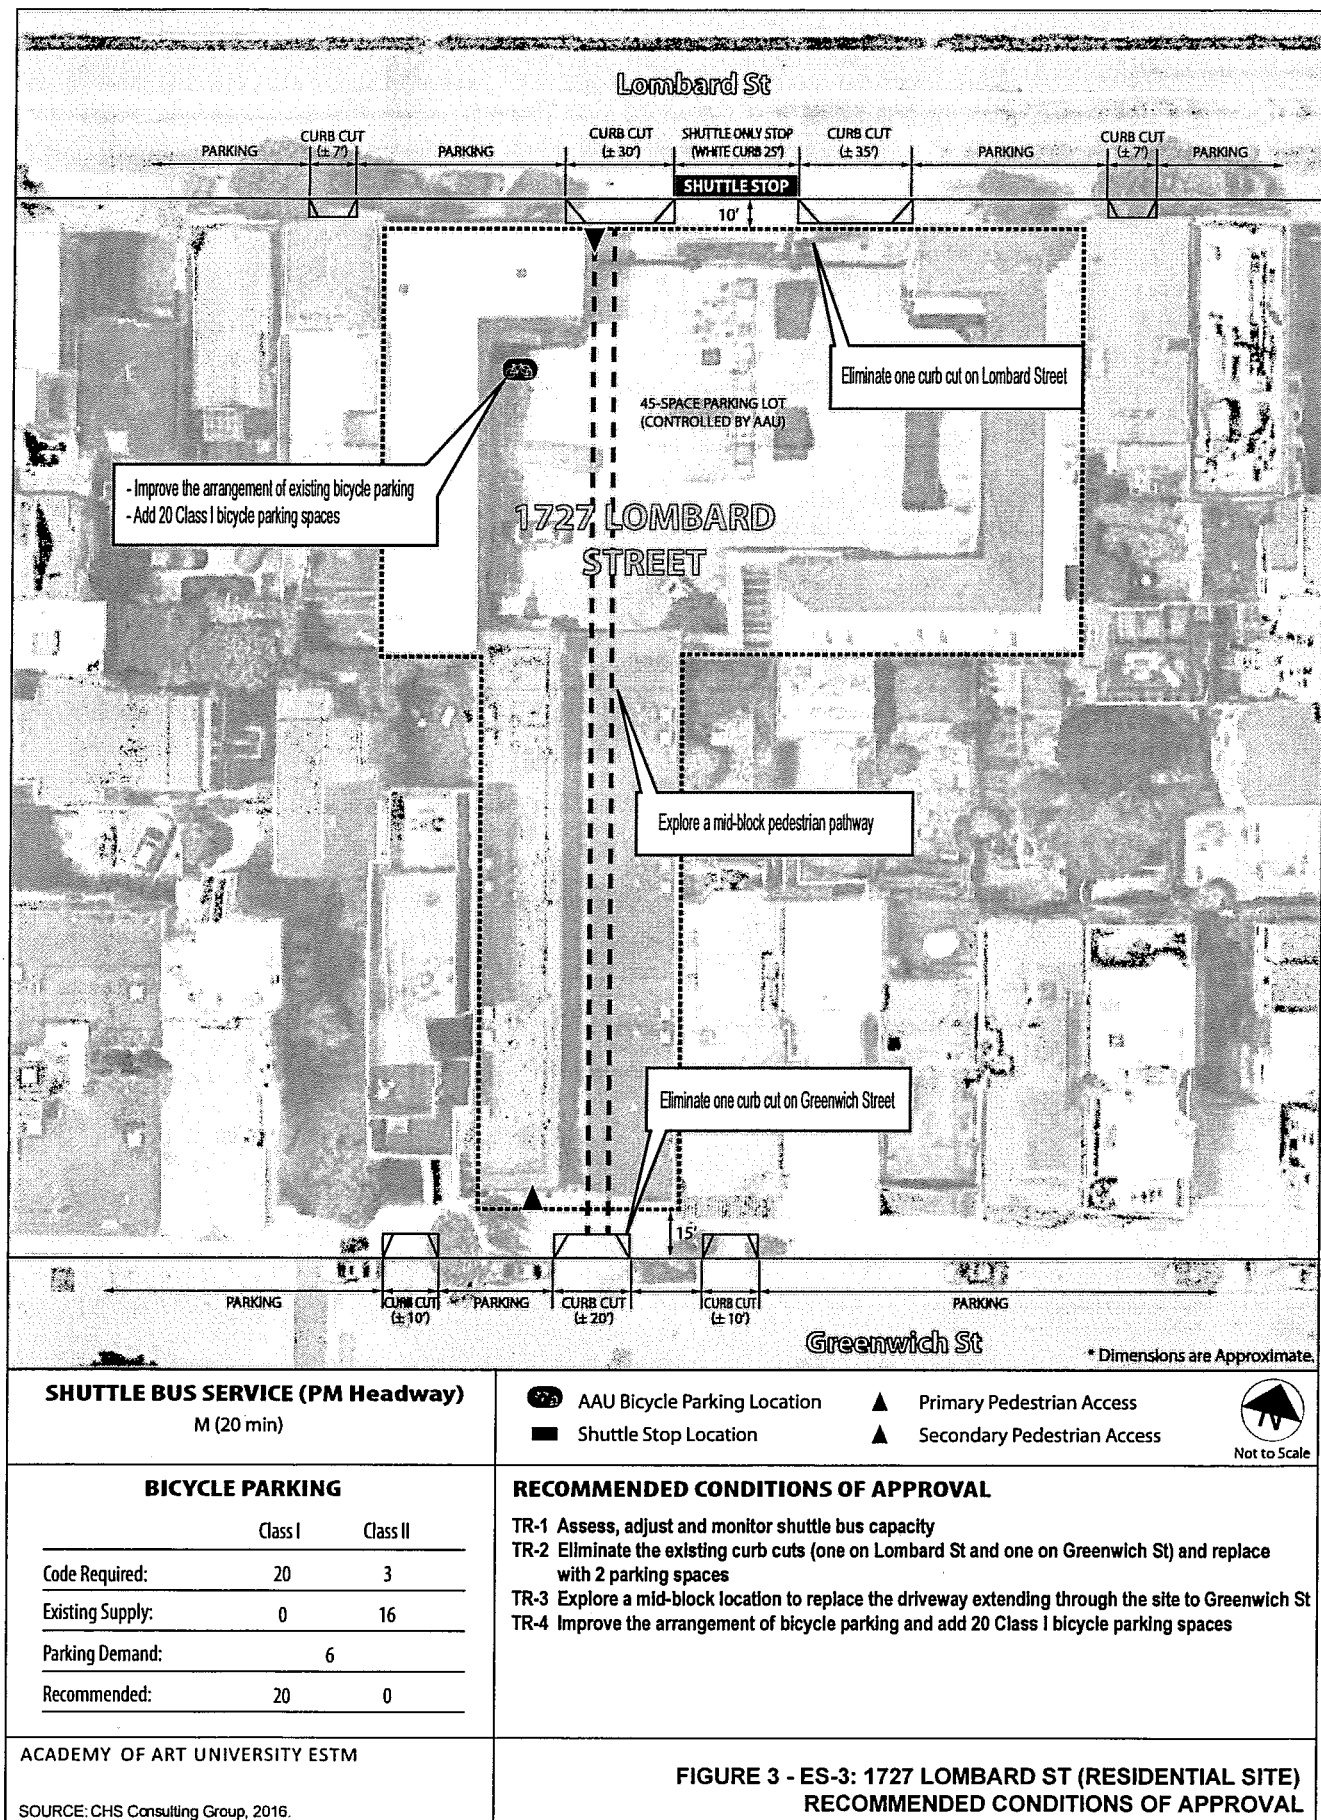 Lombard St
CURB CUT
(± 7')
PARKING
PARKING
CURB CUT
(± 30')
SHUTTLE ONLY STOP
(WHITE CURB 25')
CURB CUT
(± 35')
PARKING
CURB CUT
(± 7')
PARKING
SHUTTLE STOP
10'
Eliminate one curb cut on Lombard Street
45-SPACE PARKING LOT
(CONTROLLED BY AAU)
- Improve the arrangement of existing bicycle parking
- Add 20 Class I bicycle parking spaces
1727 LOMBARD
STREET
Explore a mid-block pedestrian pathway
Eliminate one curb cut on Greenwich Street
15'
PARKING
CURB CUT
(± 10')
PARKING
CURB CUT
(± 20')
CURB CUT
(± 10')
PARKING
Greenwich St
* Dimensions are Approximate.
SHUTTLE BUS SERVICE (PM Headway)
M (20 min)
AAU Bicycle Parking Location
Primary Pedestrian Access
Shuttle Stop Location
Secondary Pedestrian Access
N
Not to Scale
BICYCLE PARKING
Class I Class II
Code Required: 20 3
Existing Supply: 0 16
Parking Demand: 6
Recommended: 20 0
RECOMMENDED CONDITIONS OF APPROVAL
TR-1 Assess, adjust and monitor shuttle bus capacity
TR-2 Eliminate the existing curb cuts (one on Lombard St and one on Greenwich St) and replace
with 2 parking spaces
TR-3 Explore a mid-block location to replace the driveway extending through the site to Greenwich St
TR-4 Improve the arrangement of bicycle parking and add 20 Class I bicycle parking spaces
ACADEMY OF ART UNIVERSITY ESTM
SOURCE: CHS Consulting Group, 2016.
FIGURE 3 - ES-3: 1727 LOMBARD ST (RESIDENTIAL SITE)
RECOMMENDED CONDITIONS OF APPROVAL